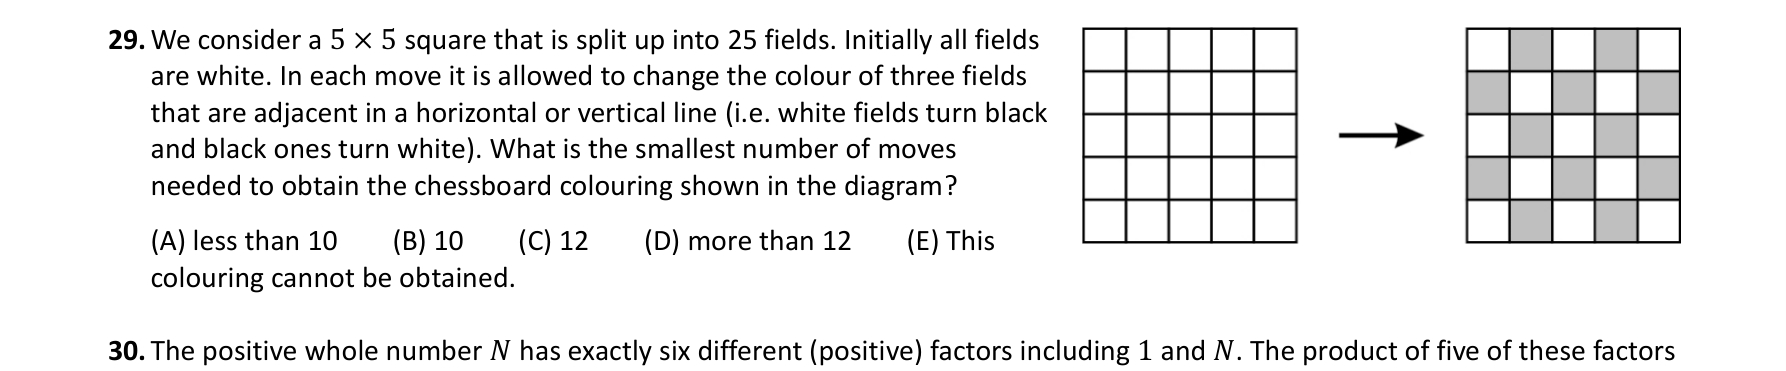 29. We consider a 5 × 5 square that is split up into 25 fields. Initially all fields
are white. In each move it is allowed to change the colour of three fields
that are adjacent in a horizontal or vertical line (i.e. white fields turn black
and black ones turn white). What is the smallest number of moves
needed to obtain the chessboard colouring shown in the diagram?
(A) less than 10 (B) 10 (C) 12 (D) more than 12 (E) This
colouring cannot be obtained.
30. The positive whole number N has exactly six different (positive) factors including 1 and N. The product of five of these factors